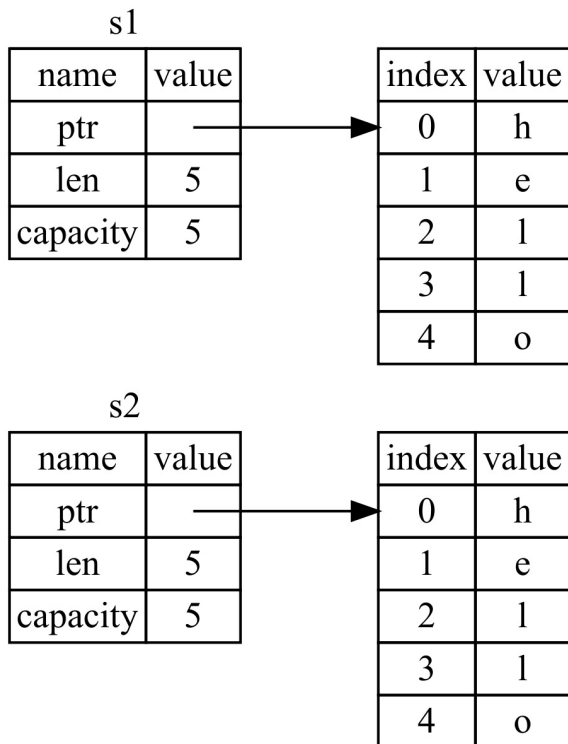 s1
name value
ptr
len 5
capacity 5
index value
0 h
1 e
2 l
3 l
4 o
s2
name value
ptr
len 5
capacity 5
index value
0 h
1 e
2 l
3 l
4 o